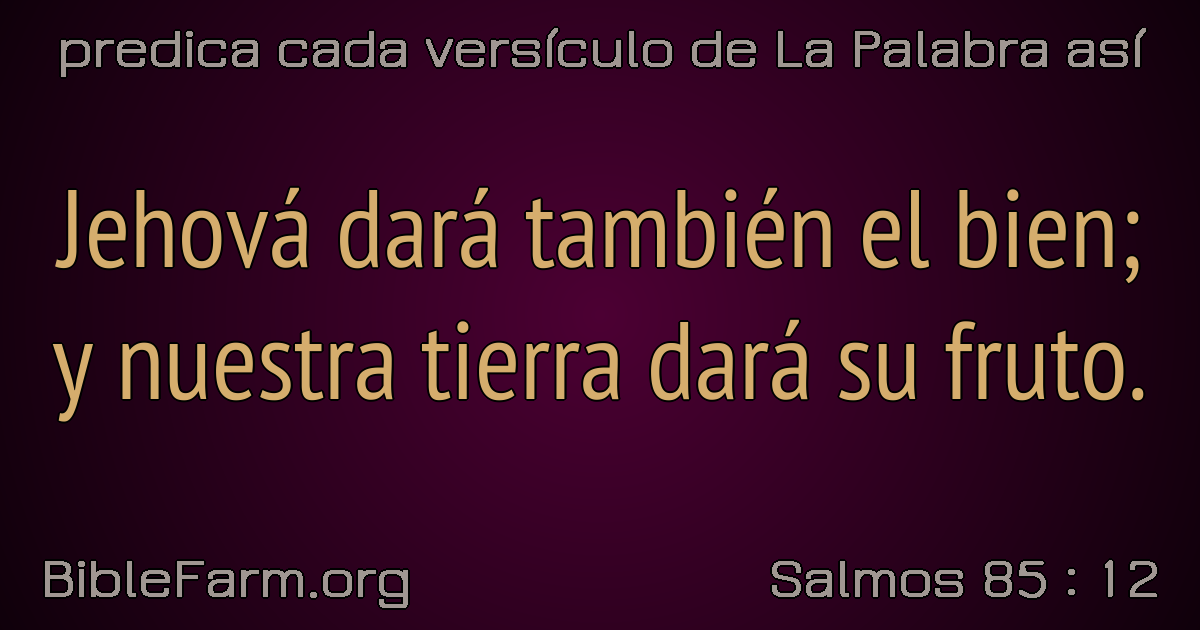 predica cada versículo de La Palabra así
Jehová dará también el bien;
y nuestra tierra dará su fruto.
BibleFarm.org
Salmos 85 : 12